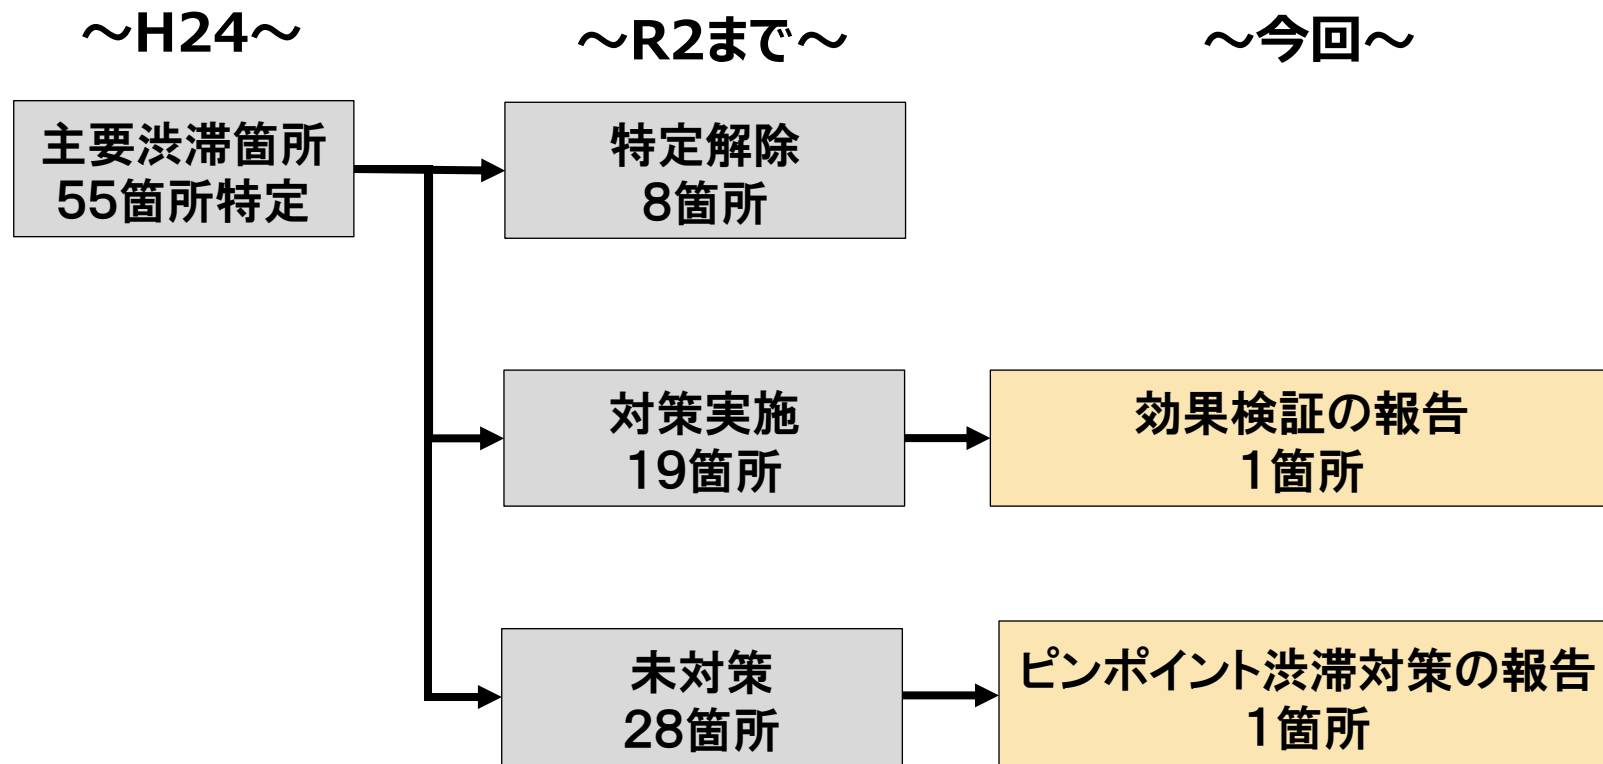 ～H24～
～R2まで～
～今回～
主要渋滞箇所
55箇所特定
特定解除
8箇所
対策実施
19箇所
効果検証の報告
1箇所
未対策
28箇所
ピンポイント渋滞対策の報告
1箇所